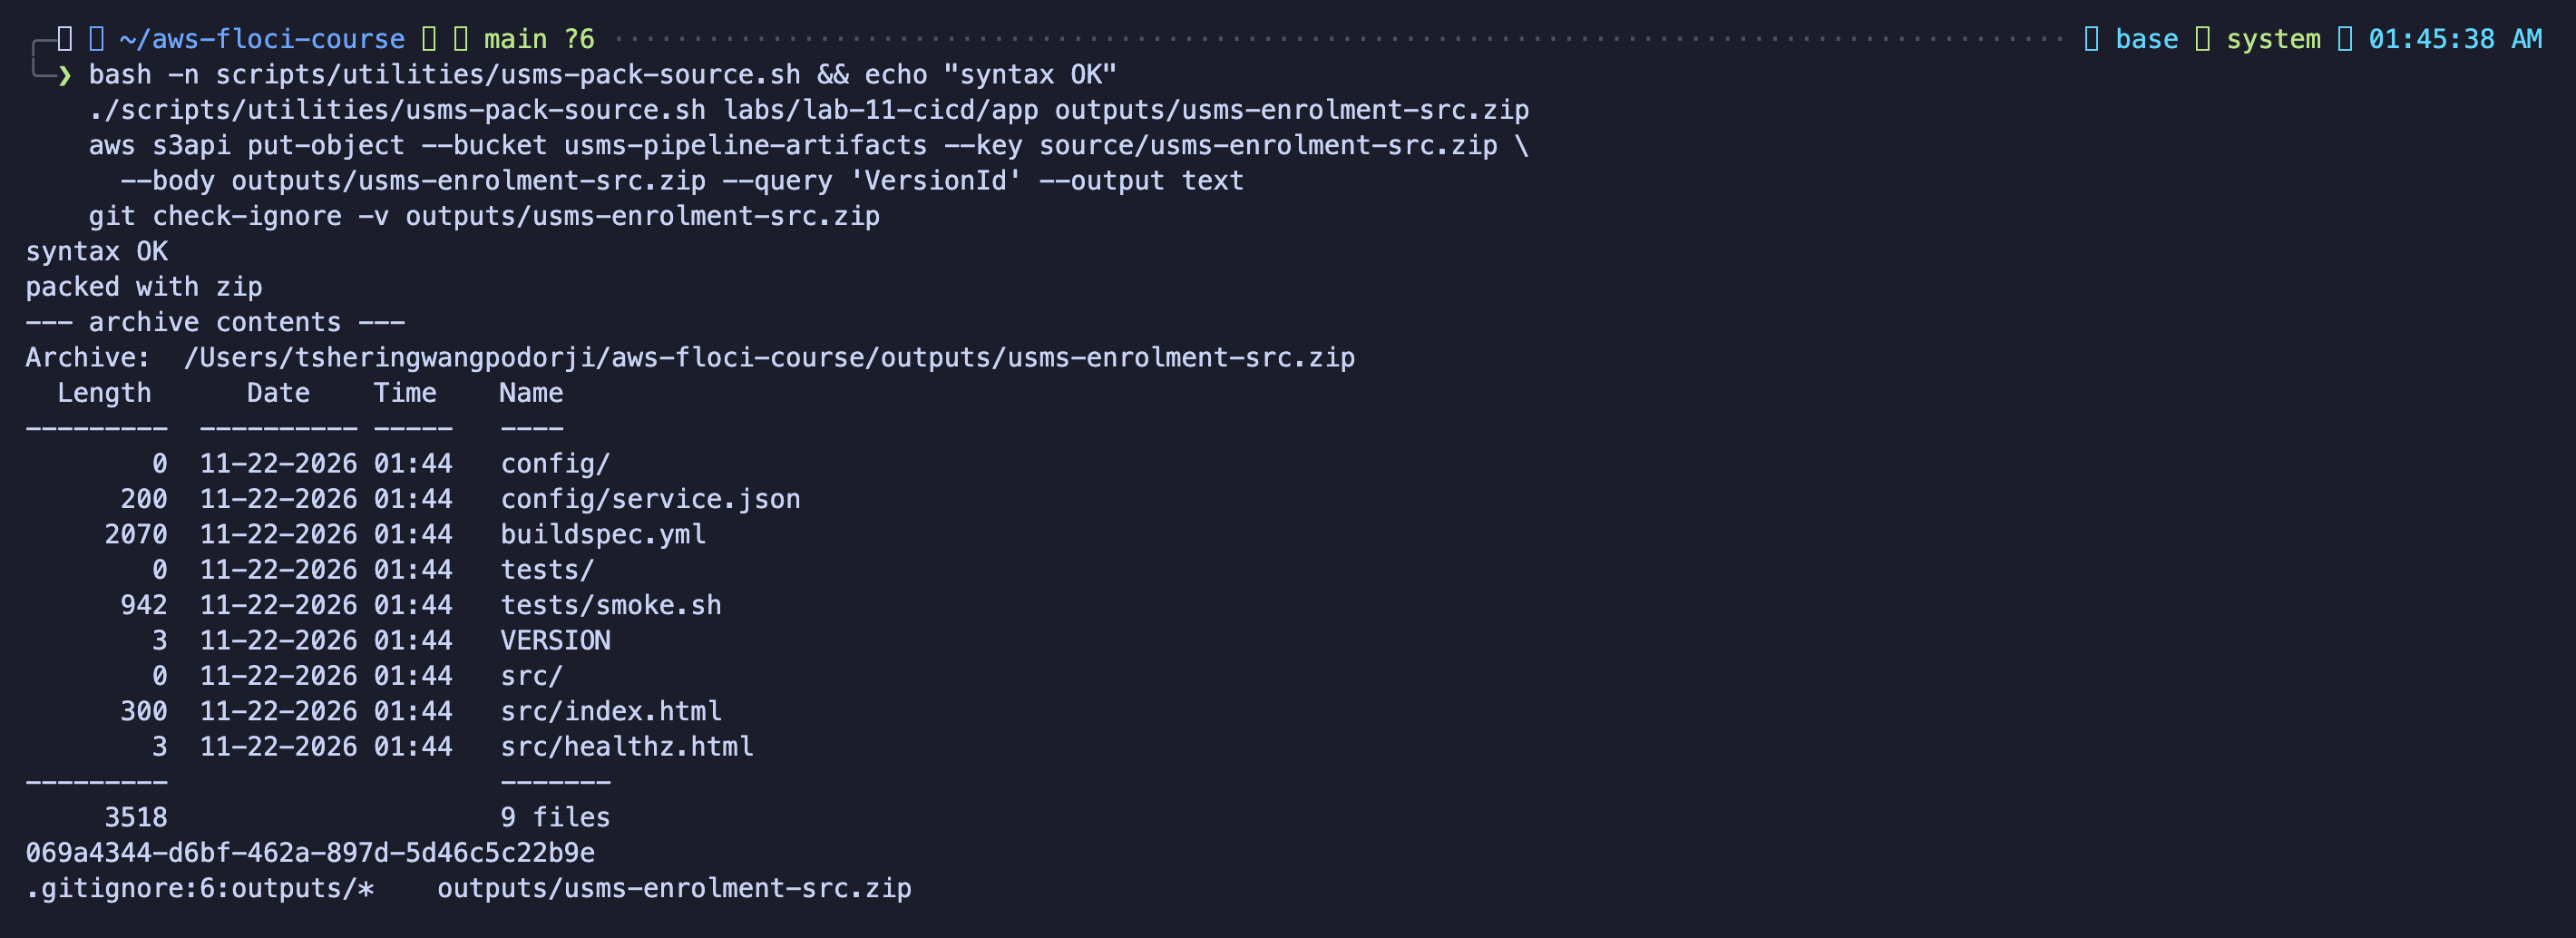 ~/aws-floci-course main ?6 base system 01:45:38 AM
❯ bash -n scripts/utilities/usms-pack-source.sh && echo "syntax OK"
./scripts/utilities/usms-pack-source.sh labs/lab-11-cicd/app outputs/usms-enrolment-src.zip
aws s3api put-object --bucket usms-pipeline-artifacts --key source/usms-enrolment-src.zip \
--body outputs/usms-enrolment-src.zip --query 'VersionId' --output text
git check-ignore -v outputs/usms-enrolment-src.zip
syntax OK
packed with zip
--- archive contents ---
Archive:  /Users/tsheringwangpodorji/aws-floci-course/outputs/usms-enrolment-src.zip
  Length      Date    Time    Name
---------  ---------- -----   ----
        0  11-22-2026 01:44   config/
      200  11-22-2026 01:44   config/service.json
     2070  11-22-2026 01:44   buildspec.yml
        0  11-22-2026 01:44   tests/
      942  11-22-2026 01:44   tests/smoke.sh
        3  11-22-2026 01:44   VERSION
        0  11-22-2026 01:44   src/
      300  11-22-2026 01:44   src/index.html
        3  11-22-2026 01:44   src/healthz.html
---------                     -------
     3518                     9 files
069a4344-d6bf-462a-897d-5d46c5c22b9e
.gitignore:6:outputs/*    outputs/usms-enrolment-src.zip